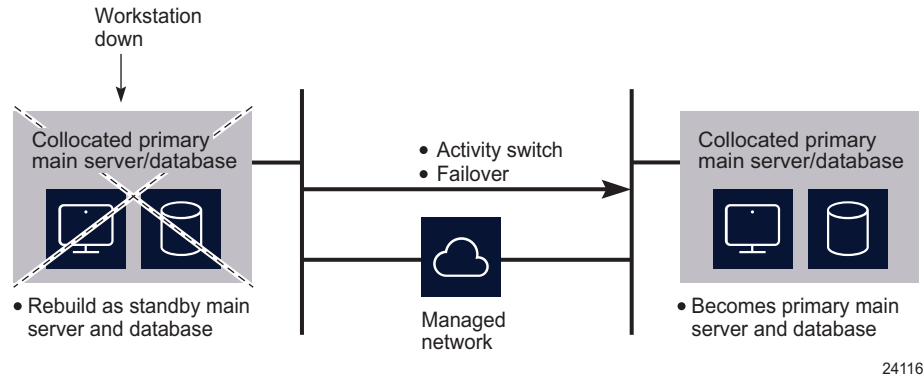 Workstation
down
Collocated primary
main server/database
• Rebuild as standby main
server and database
• Activity switch
• Failover
Managed
network
Collocated primary
main server/database
• Becomes primary main
server and database
24116